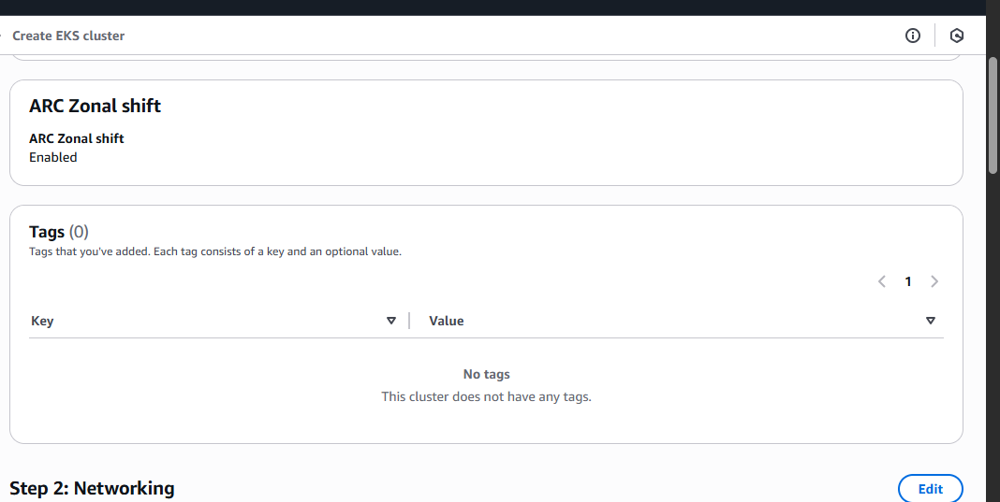 Create EKS cluster
ARC Zonal shift
ARC Zonal shift
Enabled
Tags (0)
Tags that you've added. Each tag consists of a key and an optional value.
1
Key Value
No tags
This cluster does not have any tags.
Step 2: Networking Edit